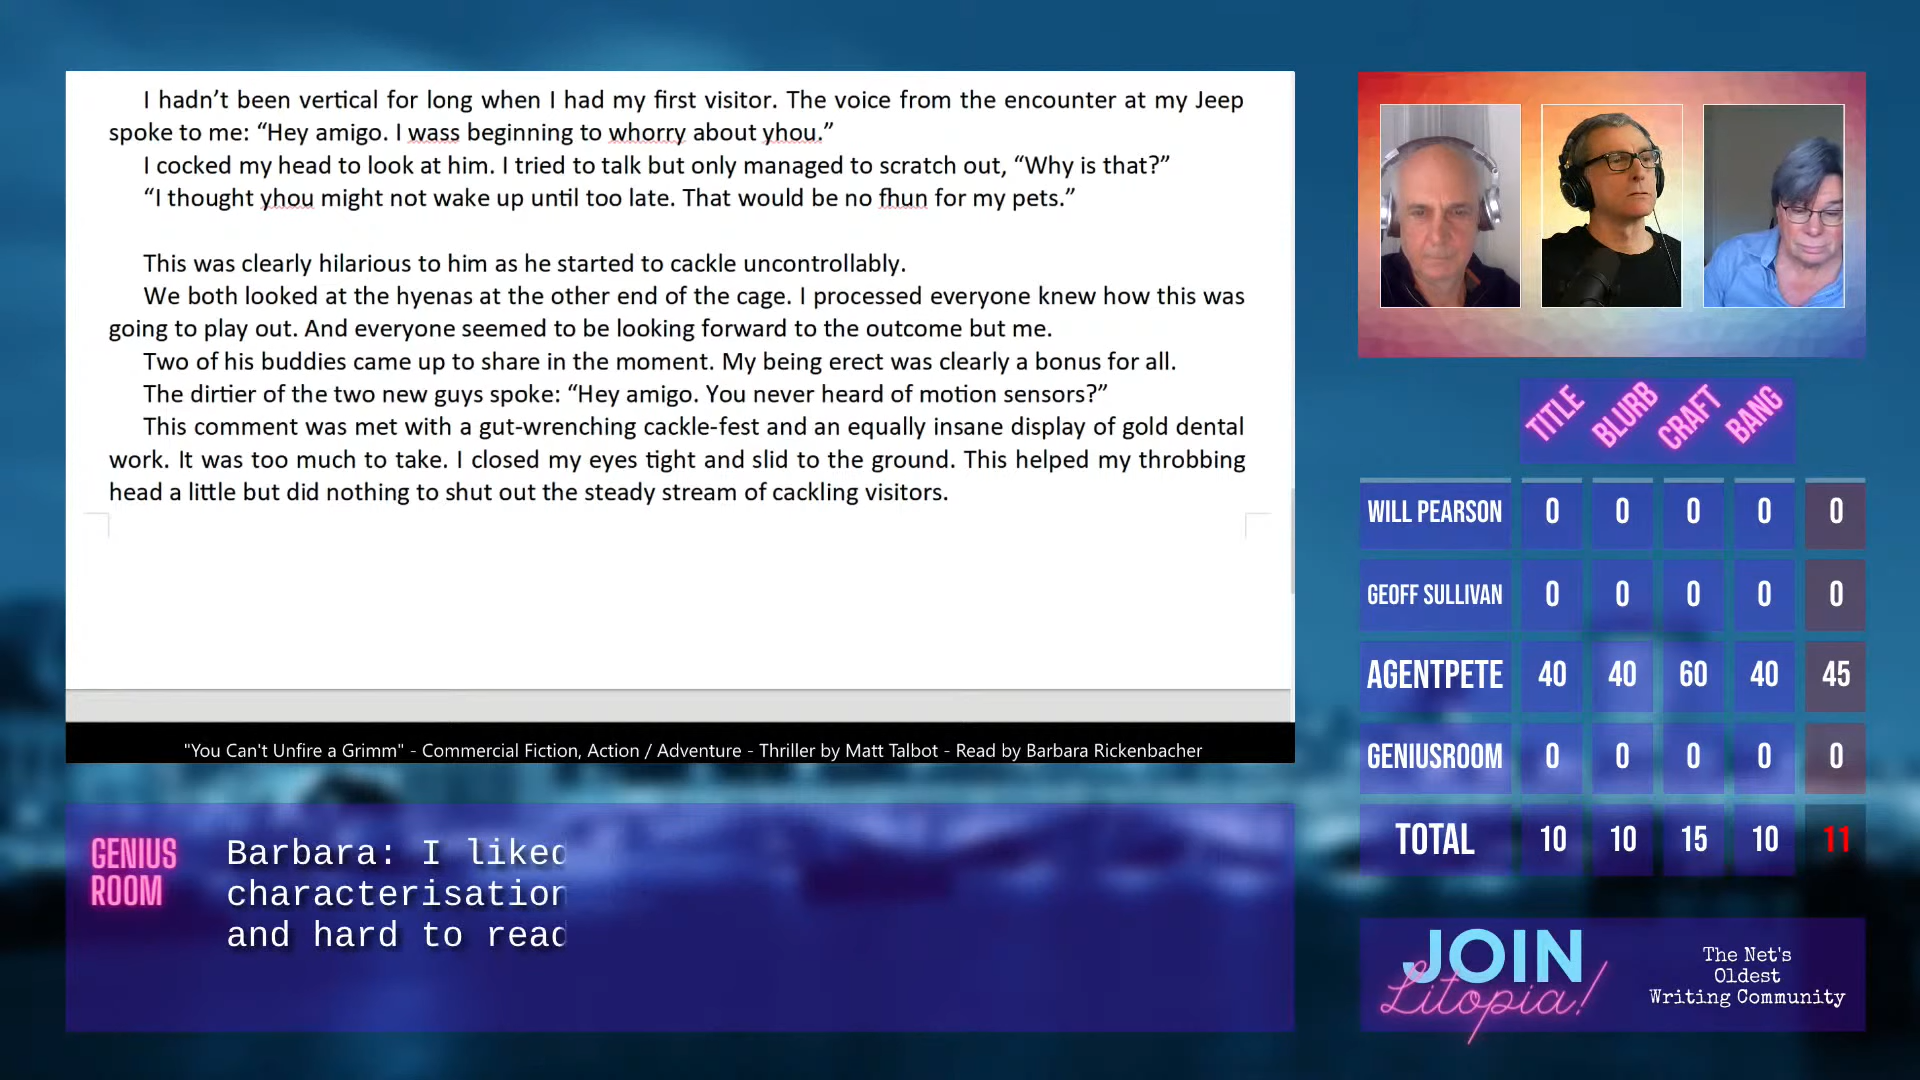 I hadn’t been vertical for long when I had my first visitor. The voice from the encounter at my Jeep
spoke to me: “Hey amigo. I wass beginning to whorry about yhou.”
I cocked my head to look at him. I tried to talk but only managed to scratch out, “Why is that?”
“I thought yhou might not wake up until too late. That would be no fhun for my pets.”
This was clearly hilarious to him as he started to cackle uncontrollably.
We both looked at the hyenas at the other end of the cage. I processed everyone knew how this was
going to play out. And everyone seemed to be looking forward to the outcome but me.
Two of his buddies came up to share in the moment. My being erect was clearly a bonus for all.
The dirtier of the two new guys spoke: “Hey amigo. You never heard of motion sensors?”
This comment was met with a gut-wrenching cackle-fest and an equally insane display of gold dental
work. It was too much to take. I closed my eyes tight and slid to the ground. This helped my throbbing
head a little but did nothing to shut out the steady stream of cackling visitors.
"You Can't Unfire a Grimm" - Commercial Fiction, Action / Adventure - Thriller by Matt Talbot - Read by Barbara Rickenbacher
GENIUS
ROOM
Barbara: I liked
characterisation
and hard to read
TITLE BLURB CRAFT BANG
WILL PEARSON 0 0 0 0 0
GEOFF SULLIVAN 0 0 0 0 0
AGENTPETE 40 40 60 40 45
GENIUSROOM 0 0 0 0 0
TOTAL 10 10 15 10 11
JOIN
Litopia!
The Net's
Oldest
Writing Community